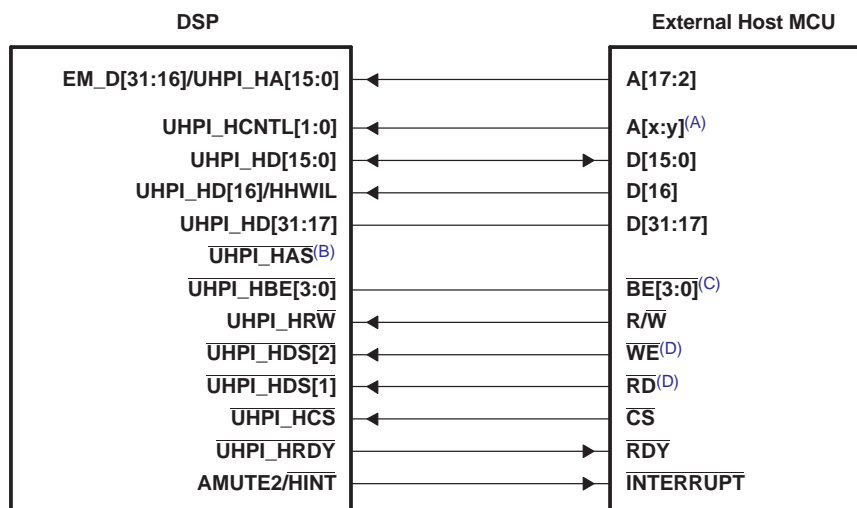 DSP External Host MCU
EM_D[31:16]/UHPI_HA[15:0] A[17:2]
UHPI_HCNTL[1:0] A[x:y](A)
UHPI_HD[15:0] D[15:0]
UHPI_HD[16]/HHWIL D[16]
UHPI_HD[31:17] D[31:17]
UHPI_HAS(B)
UHPI_HBE[3:0] BE[3:0](C)
UHPI_HRW R/W
UHPI_HDS[2] WE(D)
UHPI_HDS[1] RD(D)
UHPI_HCS CS
UHPI_HRDY RDY
AMUTE2/HINT INTERRUPT